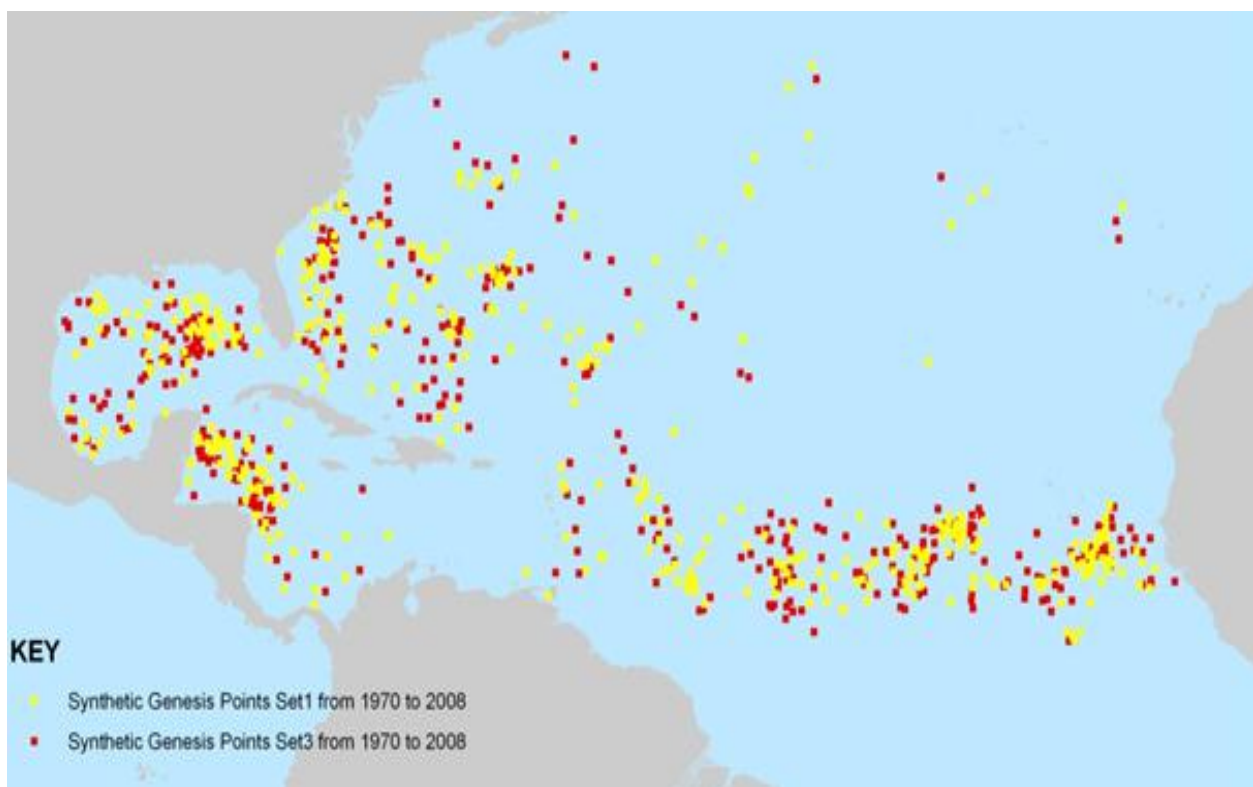 KEY
Synthetic Genesis Points Set1 from 1970 to 2008
Synthetic Genesis Points Set3 from 1970 to 2008